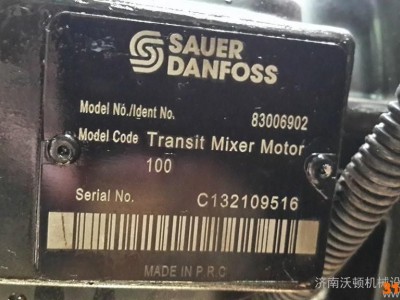 SAUER
DANFOSS
Model No./Igent No. 83006902
Model Code Transit Mixer Motor
100
Serial No. C132109516
MADE IN P.R.C
济南沃顿机械设